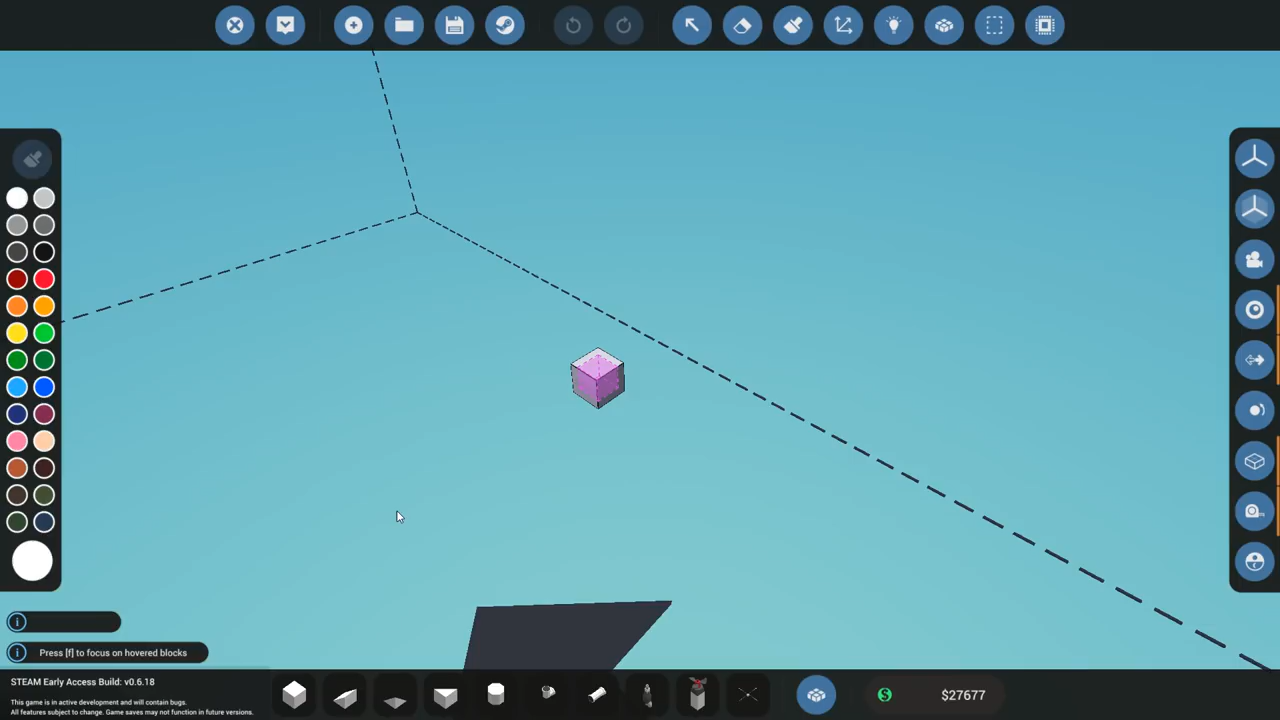 Press [f] to focus on hovered blocks
STEAM Early Access Build: v0.6.18
This game is in active development and will contain bugs.
All features subject to change. Game saves may not function in future versions.
$27677